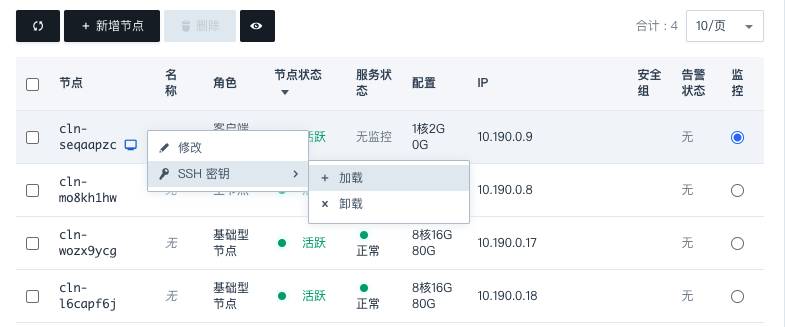 + 新增节点
删除
合计 : 4
10/页
节点
名称
角色
节点状态
服务状态
配置
IP
安全组
告警状态
监控
cln-
seqaapzc
客户端
活跃
无监控
1核2G
0G
10.190.0.9
无
修改
SSH 密钥
+ 加载
× 卸载
cln-
mo8kh1hw
10.190.0.8
无
cln-
wozx9ycg
无
基础型
节点
活跃
正常
8核16G
80G
10.190.0.17
无
cln-
l6capf6j
无
基础型
节点
活跃
正常
8核16G
80G
10.190.0.18
无